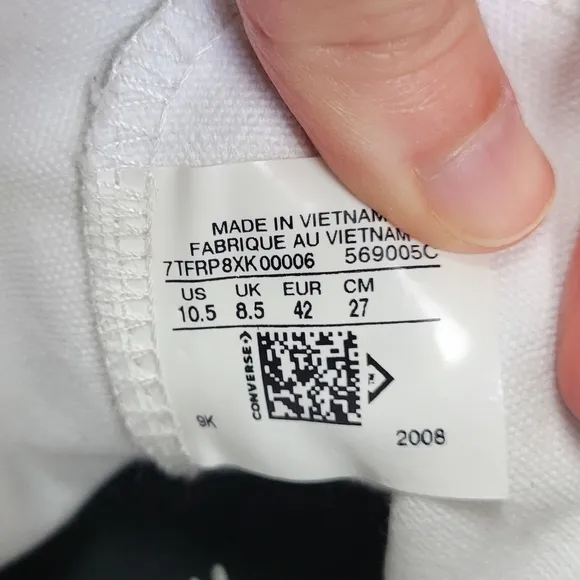 MADE IN VIETNAM
FABRIQUE AU VIETNAM
7TFRP8XK00006 569005C
US UK EUR CM
10.5 8.5 42 27
CONVERSE
TM
9K
2008